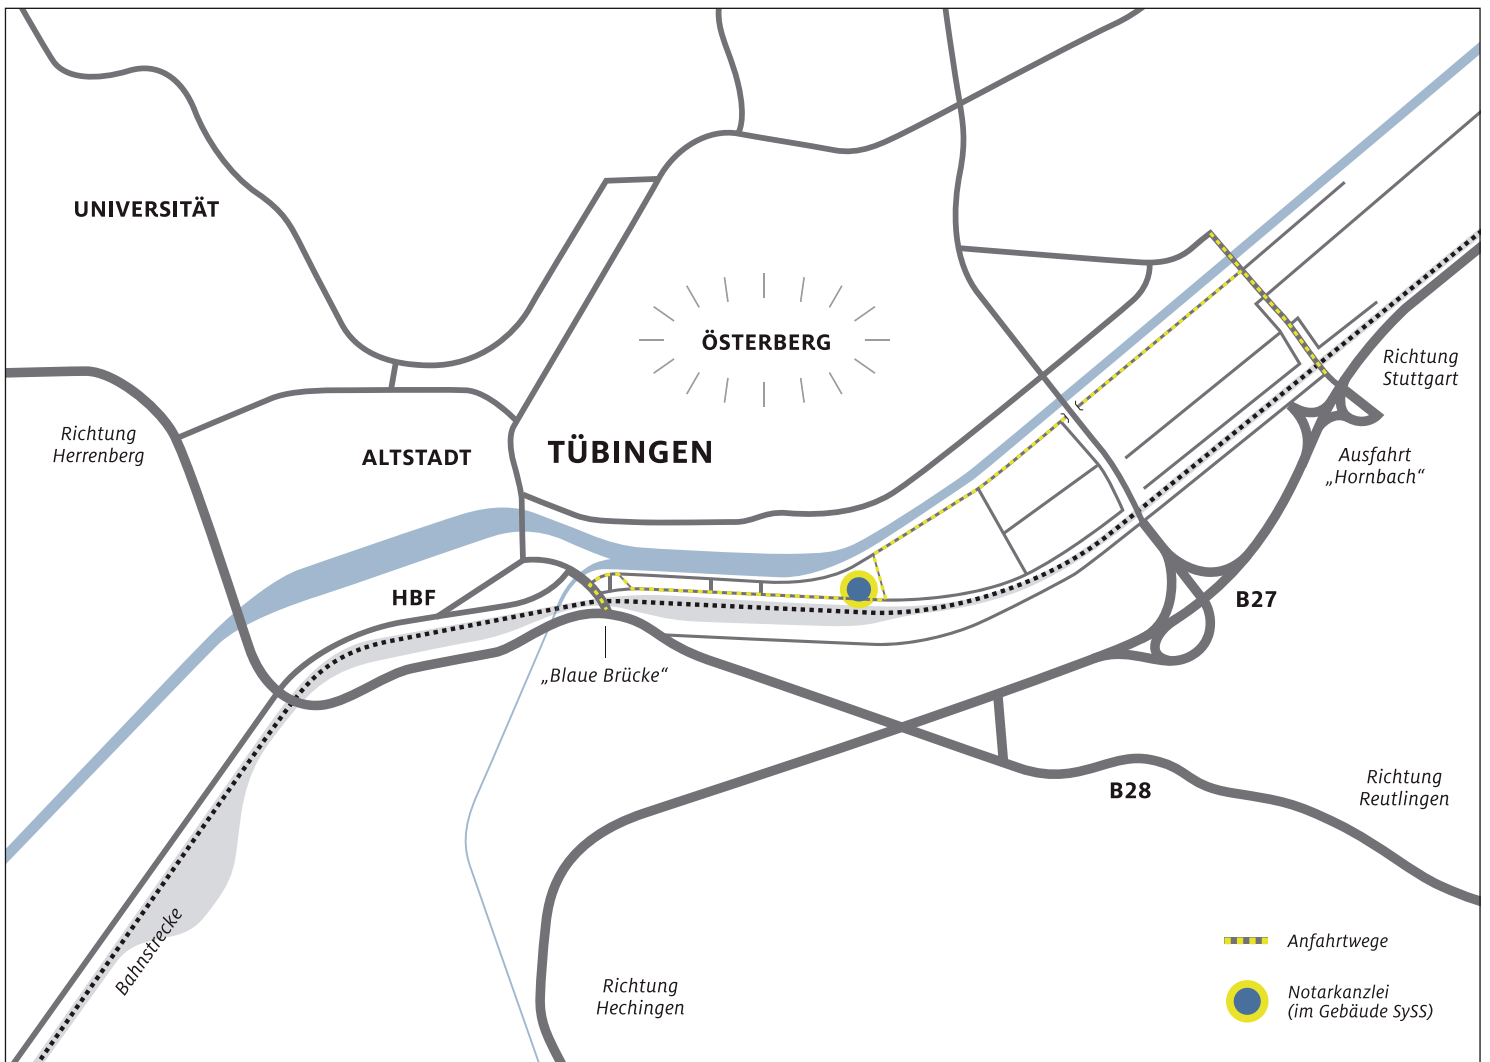 UNIVERSITÄT
ÖSTERBERG
Richtung
Stuttgart
Richtung
Herrenberg
ALTSTADT
TÜBINGEN
Ausfahrt
„Hornbach“
HBF
B27
„Blaue Brücke“
B28
Richtung
Reutlingen
Bahnstrecke
Richtung
Hechingen
Anfahrtwege
Notarkanzlei
(im Gebäude SySS)